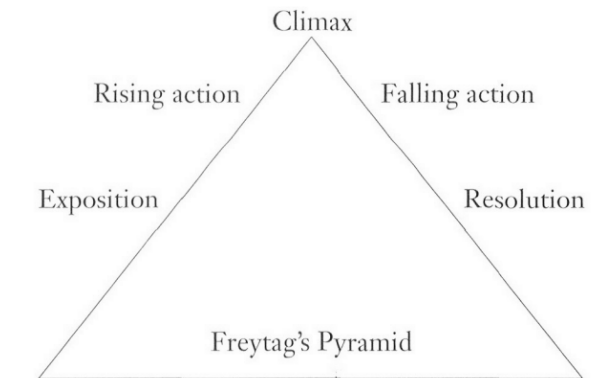 Climax
Rising action
Falling action
Exposition
Resolution
Freytag's Pyramid